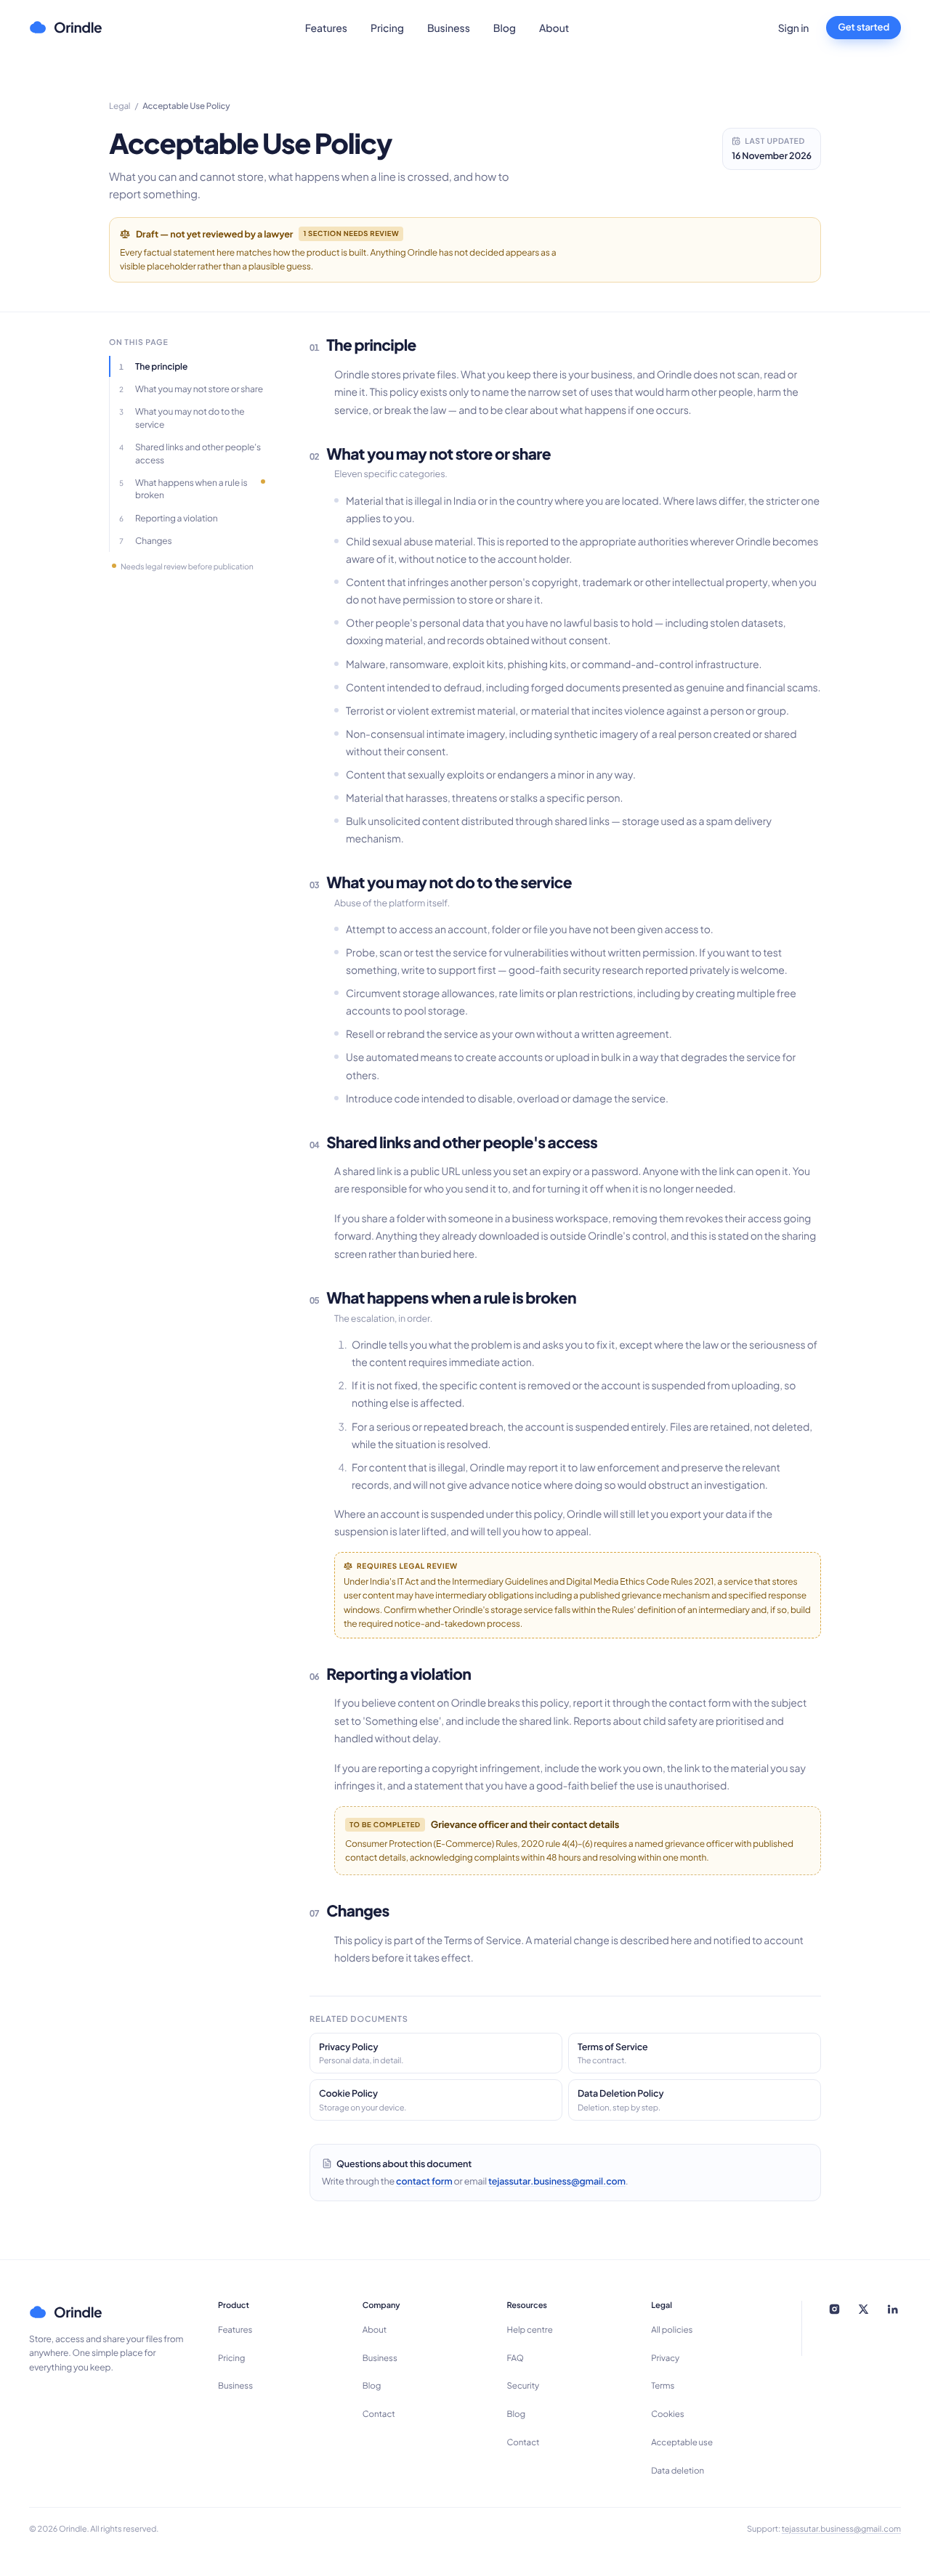 Orindle
Features
Pricing
Business
Blog
About
Sign in
Get started
Legal / Acceptable Use Policy
Acceptable Use Policy
What you can and cannot store, what happens when a line is crossed, and how to
report something.
LAST UPDATED
16 November 2026
Draft — not yet reviewed by a lawyer
1 SECTION NEEDS REVIEW
Every factual statement here matches how the product is built. Anything Orindle has not decided appears as a
visible placeholder rather than a plausible guess.
ON THIS PAGE
1 The principle
2 What you may not store or share
3 What you may not do to the
service
4 Shared links and other people's
access
5 What happens when a rule is
broken
6 Reporting a violation
7 Changes
Needs legal review before publication
01 The principle
Orindle stores private files. What you keep there is your business, and Orindle does not scan, read or
mine it. This policy exists only to name the narrow set of uses that would harm other people, harm the
service, or break the law — and to be clear about what happens if one occurs.
02 What you may not store or share
Eleven specific categories.
Material that is illegal in India or in the country where you are located. Where laws differ, the stricter one
applies to you.
Child sexual abuse material. This is reported to the appropriate authorities wherever Orindle becomes
aware of it, without notice to the account holder.
Content that infringes another person's copyright, trademark or other intellectual property, when you
do not have permission to store or share it.
Other people's personal data that you have no lawful basis to hold — including stolen datasets,
doxxing material, and records obtained without consent.
Malware, ransomware, exploit kits, phishing kits, or command-and-control infrastructure.
Content intended to defraud, including forged documents presented as genuine and financial scams.
Terrorist or violent extremist material, or material that incites violence against a person or group.
Non-consensual intimate imagery, including synthetic imagery of a real person created or shared
without their consent.
Content that sexually exploits or endangers a minor in any way.
Material that harasses, threatens or stalks a specific person.
Bulk unsolicited content distributed through shared links — storage used as a spam delivery
mechanism.
03 What you may not do to the service
Abuse of the platform itself.
Attempt to access an account, folder or file you have not been given access to.
Probe, scan or test the service for vulnerabilities without written permission. If you want to test
something, write to support first — good-faith security research reported privately is welcome.
Circumvent storage allowances, rate limits or plan restrictions, including by creating multiple free
accounts to pool storage.
Resell or rebrand the service as your own without a written agreement.
Use automated means to create accounts or upload in bulk in a way that degrades the service for
others.
Introduce code intended to disable, overload or damage the service.
04 Shared links and other people's access
A shared link is a public URL unless you set an expiry or a password. Anyone with the link can open it. You
are responsible for who you send it to, and for turning it off when it is no longer needed.
If you share a folder with someone in a business workspace, removing them revokes their access going
forward. Anything they already downloaded is outside Orindle's control, and this is stated on the sharing
screen rather than buried here.
05 What happens when a rule is broken
The escalation, in order.
1. Orindle tells you what the problem is and asks you to fix it, except where the law or the seriousness of
the content requires immediate action.
2. If it is not fixed, the specific content is removed or the account is suspended from uploading, so
nothing else is affected.
3. For a serious or repeated breach, the account is suspended entirely. Files are retained, not deleted,
while the situation is resolved.
4. For content that is illegal, Orindle may report it to law enforcement and preserve the relevant
records, and will not give advance notice where doing so would obstruct an investigation.
Where an account is suspended under this policy, Orindle will still let you export your data if the
suspension is later lifted, and will tell you how to appeal.
REQUIRES LEGAL REVIEW
Under India's IT Act and the Intermediary Guidelines and Digital Media Ethics Code Rules 2021, a service that stores
user content may have intermediary obligations including a published grievance mechanism and specified response
windows. Confirm whether Orindle's storage service falls within the Rules' definition of an intermediary and, if so, build
the required notice-and-takedown process.
06 Reporting a violation
If you believe content on Orindle breaks this policy, report it through the contact form with the subject
set to 'Something else', and include the shared link. Reports about child safety are prioritised and
handled without delay.
If you are reporting a copyright infringement, include the work you own, the link to the material you say
infringes it, and a statement that you have a good-faith belief the use is unauthorised.
TO BE COMPLETED
Grievance officer and their contact details
Consumer Protection (E-Commerce) Rules, 2020 rule 4(4)–(6) requires a named grievance officer with published
contact details, acknowledging complaints within 48 hours and resolving within one month.
07 Changes
This policy is part of the Terms of Service. A material change is described here and notified to account
holders before it takes effect.
RELATED DOCUMENTS
Privacy Policy
Personal data, in detail.
Terms of Service
The contract.
Cookie Policy
Storage on your device.
Data Deletion Policy
Deletion, step by step.
Questions about this document
Write through the contact form or email tejassutar.business@gmail.com.
Orindle
Store, access and share your files from
anywhere. One simple place for
everything you keep.
Product
Features
Pricing
Business
Company
About
Business
Blog
Contact
Resources
Help centre
FAQ
Security
Blog
Contact
Legal
All policies
Privacy
Terms
Cookies
Acceptable use
Data deletion
© 2026 Orindle. All rights reserved.
Support: tejassutar.business@gmail.com